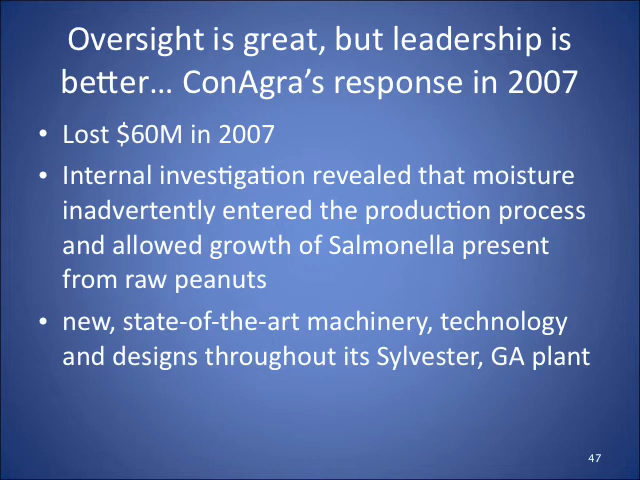 Oversight is great, but leadership is
better… ConAgra’s response in 2007
• Lost $60M in 2007
• Internal investigation revealed that moisture
inadvertently entered the production process
and allowed growth of Salmonella present
from raw peanuts
• new, state-of-the-art machinery, technology
and designs throughout its Sylvester, GA plant
47